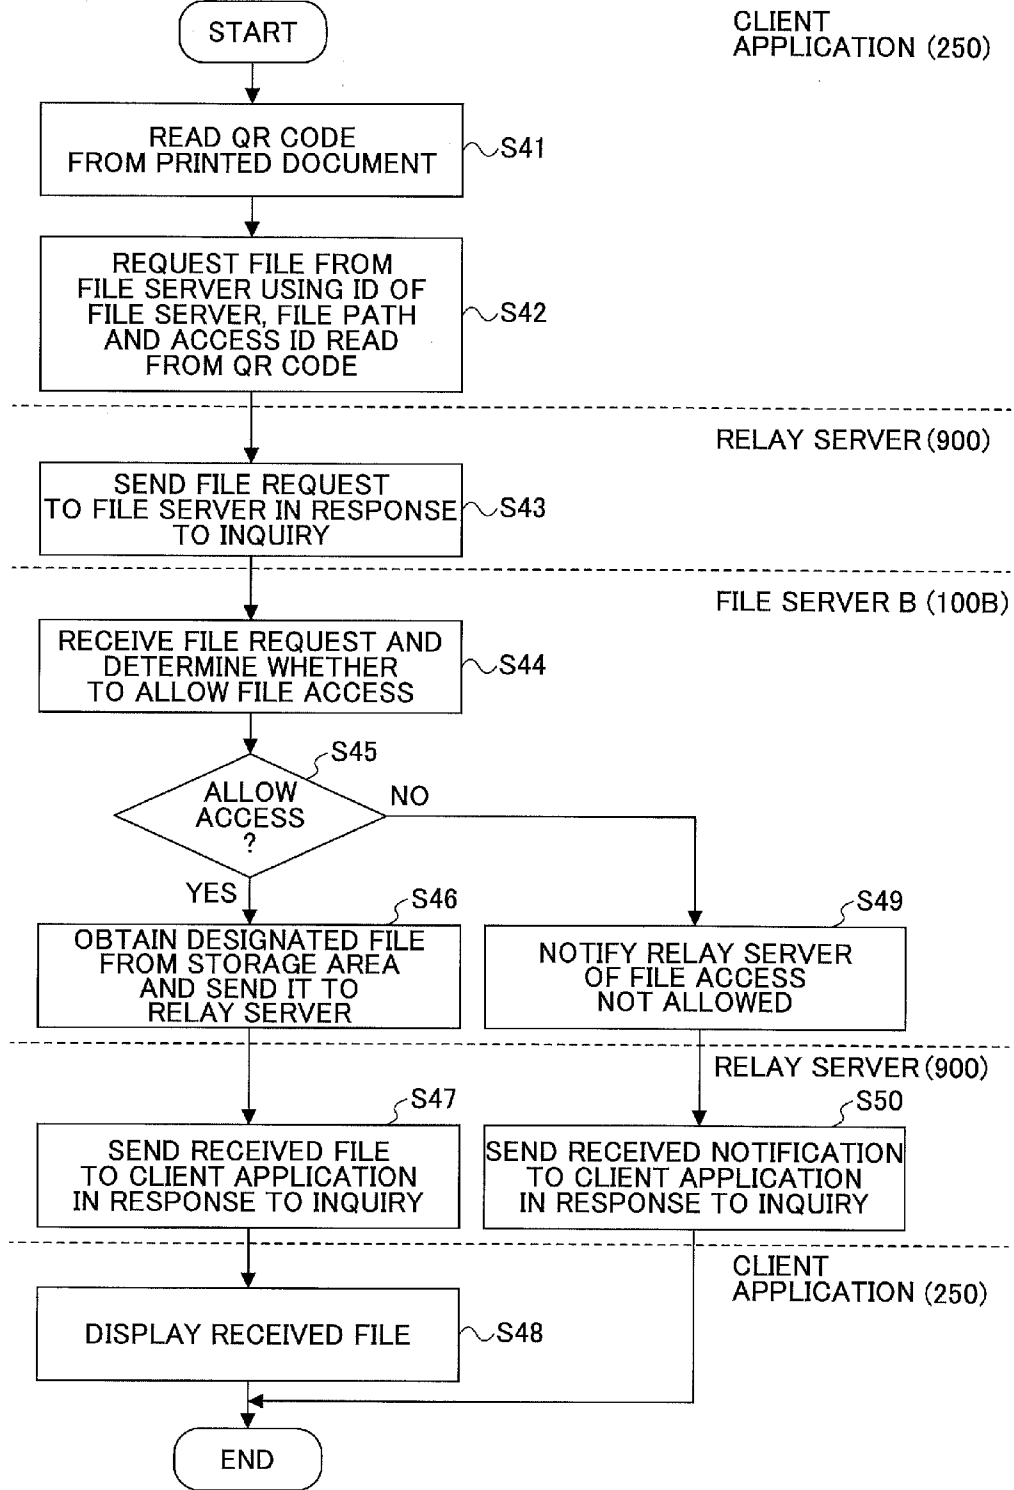 START
CLIENT
APPLICATION (250)
READ QR CODE
FROM PRINTED DOCUMENT
S41
REQUEST FILE FROM
FILE SERVER USING ID OF
FILE SERVER, FILE PATH
AND ACCESS ID READ
FROM QR CODE
S42
RELAY SERVER (900)
SEND FILE REQUEST
TO FILE SERVER IN RESPONSE
TO INQUIRY
S43
FILE SERVER B (100B)
RECEIVE FILE REQUEST AND
DETERMINE WHETHER
TO ALLOW FILE ACCESS
S44
S45
ALLOW
ACCESS
?
NO
YES
S46
OBTAIN DESIGNATED FILE
FROM STORAGE AREA
AND SEND IT TO
RELAY SERVER
S49
NOTIFY RELAY SERVER
OF FILE ACCESS
NOT ALLOWED
RELAY SERVER (900)
S47
SEND RECEIVED FILE
TO CLIENT APPLICATION
IN RESPONSE TO INQUIRY
S50
SEND RECEIVED NOTIFICATION
TO CLIENT APPLICATION
IN RESPONSE TO INQUIRY
CLIENT
APPLICATION (250)
DISPLAY RECEIVED FILE
S48
END